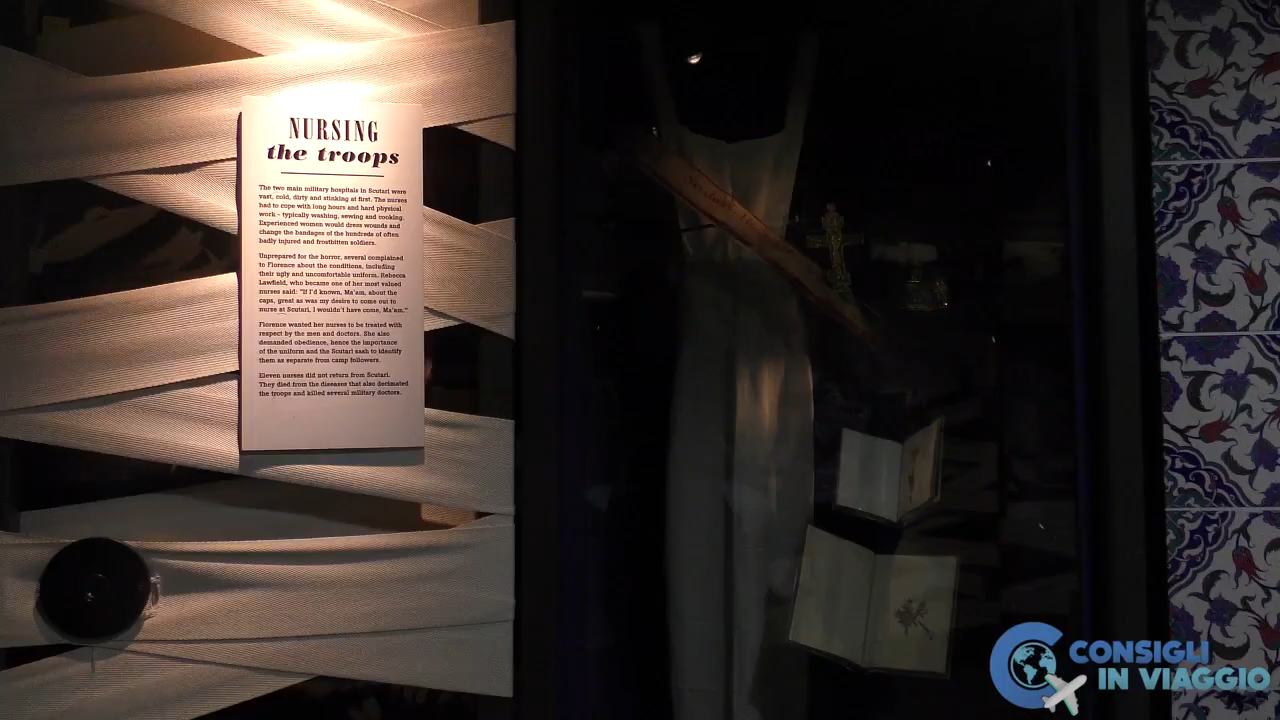 NURSING
the troops
The two main military hospitals in Scutari were
vast, cold, dirty and stinking at first. The nurses
had to cope with long hours and hard physical
work – typically washing, sewing and cooking.
Experienced women would dress wounds and
change the bandages of the hundreds of often
badly injured and frostbitten soldiers.
Unprepared for the horror, several complained
to Florence about the conditions, including
their ugly and uncomfortable uniform. Rebecca
Lawfield, who became one of her most valued
nurses said: "If I'd known, Ma'am, about the
caps, great as was my desire to come out to
nurse at Scutari, I wouldn't have come, Ma'am."
Florence wanted her nurses to be treated with
respect by the men and doctors. She also
demanded obedience, hence the importance
of the uniform and the Scutari sash to identify
them as separate from camp followers.
Eleven nurses did not return from Scutari.
They died from the diseases that also decimated
the troops and killed several military doctors.
CONSIGLI
IN VIAGGIO